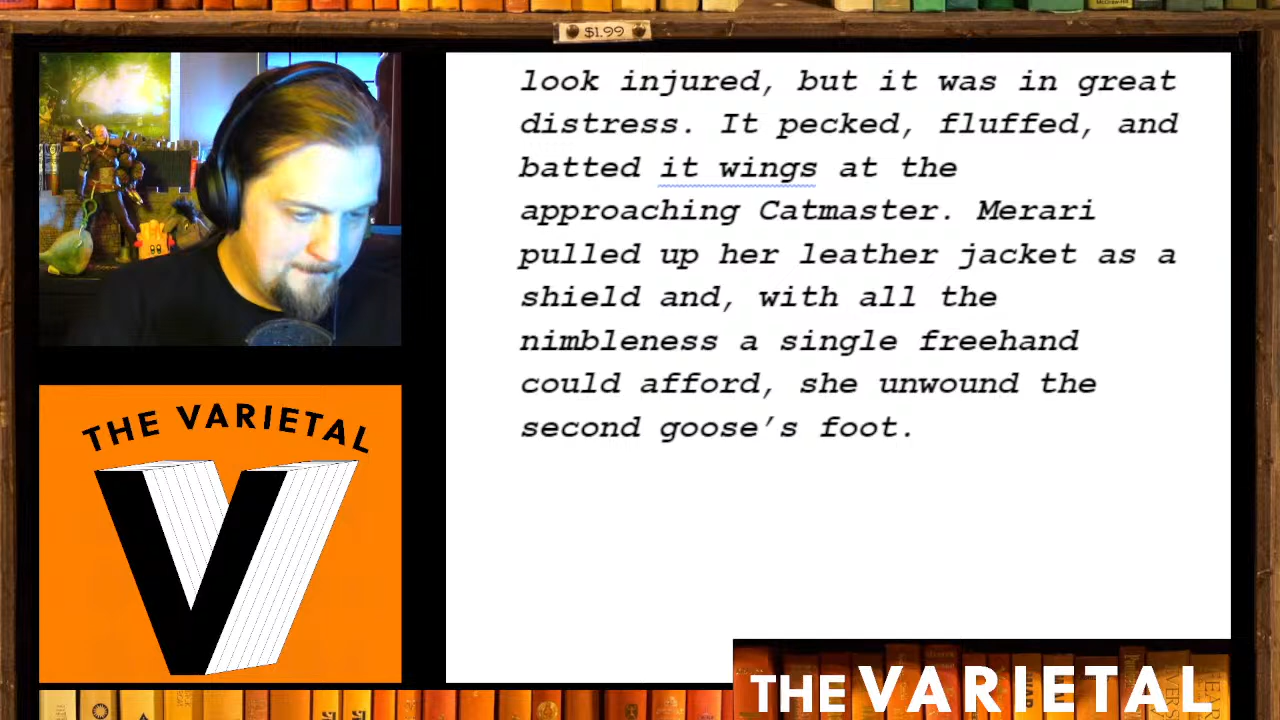 $1.99
look injured, but it was in great
distress. It pecked, fluffed, and
batted it wings at the
approaching Catmaster. Merari
pulled up her leather jacket as a
shield and, with all the
nimbleness a single freehand
could afford, she unwound the
second goose’s foot.
THE VARIETAL
V
THE VARIETAL